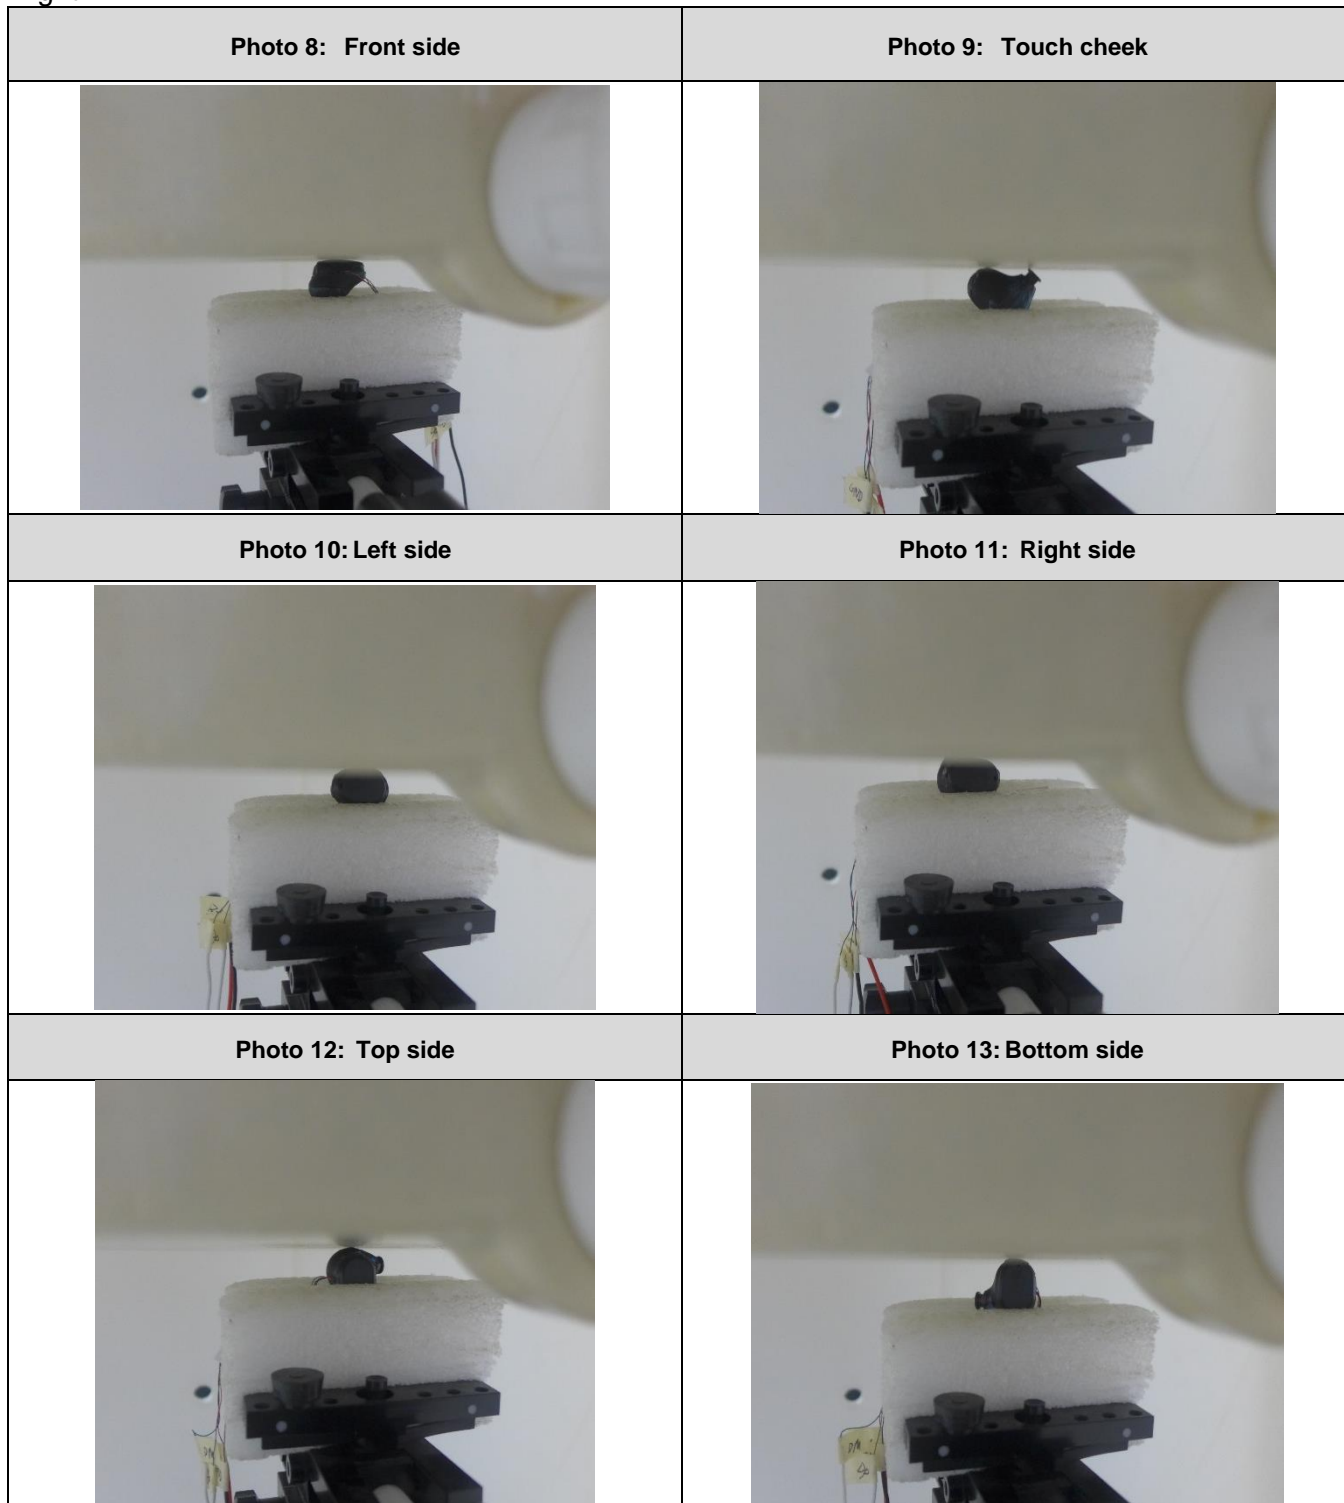 Photo 8: Front side
Photo 9: Touch cheek
GND
Photo 10: Left side
Photo 11: Right side
Photo 12: Top side
Photo 13: Bottom side